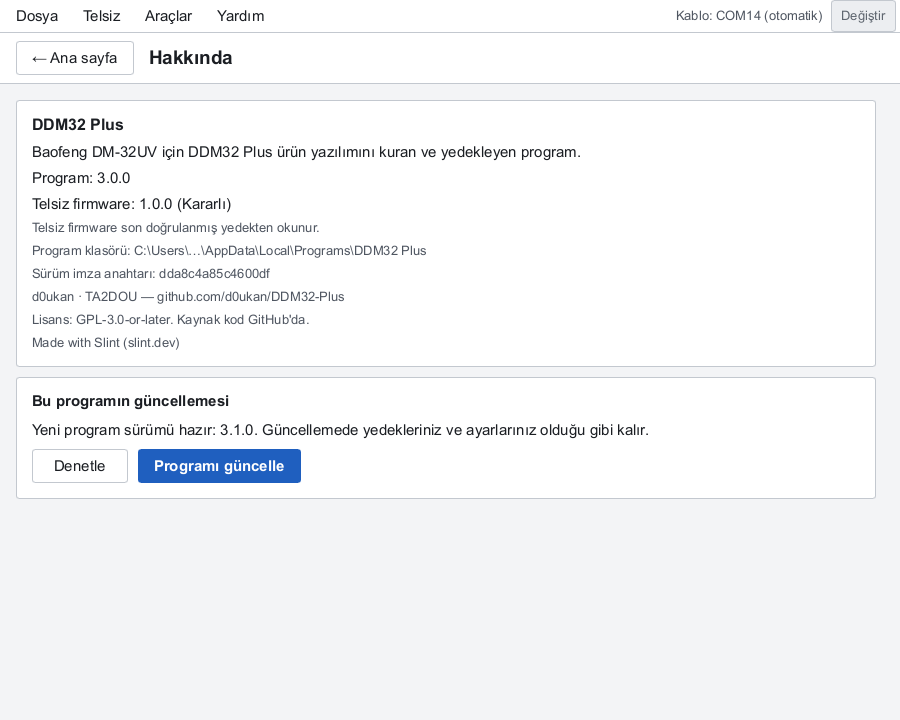 Dosya Telsiz Araçlar Yardım Kablo: COM14 (otomatik) Değiştir
← Ana sayfa Hakkında
DDM32 Plus
Baofeng DM-32UV için DDM32 Plus ürün yazılımını kuran ve yedekleyen program.
Program: 3.0.0
Telsiz firmware: 1.0.0 (Kararlı)
Telsiz firmware son doğrulanmış yedekten okunur.
Program klasörü: C:\Users\…\AppData\Local\Programs\DDM32 Plus
Sürüm imza anahtarı: dda8c4a85c4600df
d0ukan · TA2DOU — github.com/d0ukan/DDM32-Plus
Lisans: GPL-3.0-or-later. Kaynak kod GitHub'da.
Made with Slint (slint.dev)
Bu programın güncellemesi
Yeni program sürümü hazır: 3.1.0. Güncellemede yedekleriniz ve ayarlarınız olduğu gibi kalır.
Denetle Programı güncelle